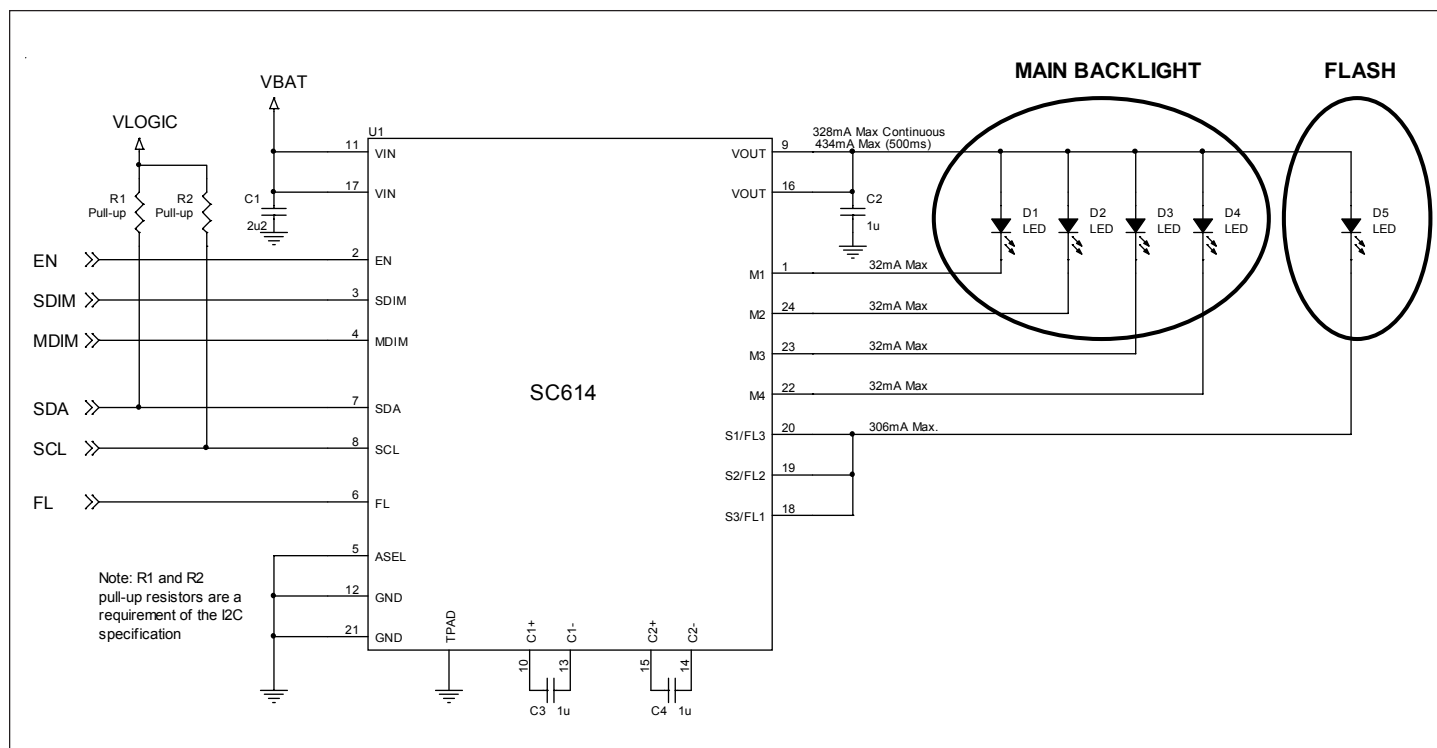 MAIN BACKLIGHT
FLASH
VBAT
VLOGIC
U1
328mA Max Continuous
434mA Max (500ms)
11
VIN
VOUT
9
17
VIN
VOUT
16
R1
Pull-up
R2
Pull-up
C1
2u2
C2
1u
D1
LED
D2
LED
D3
LED
D4
LED
D5
LED
EN
2
EN
M1
1
32mA Max
SDIM
3
SDIM
M2
24
32mA Max
MDIM
4
MDIM
M3
23
32mA Max
SC614
M4
22
32mA Max
SDA
7
SDA
S1/FL3
20
306mA Max.
SCL
8
SCL
S2/FL2
19
FL
6
FL
S3/FL1
18
5
ASEL
12
GND
21
GND
Note: R1 and R2
pull-up resistors are a
requirement of the I2C
specification
TPAD
C1+
C1-
C2+
C2-
10
13
15
14
C3
1u
C4
1u